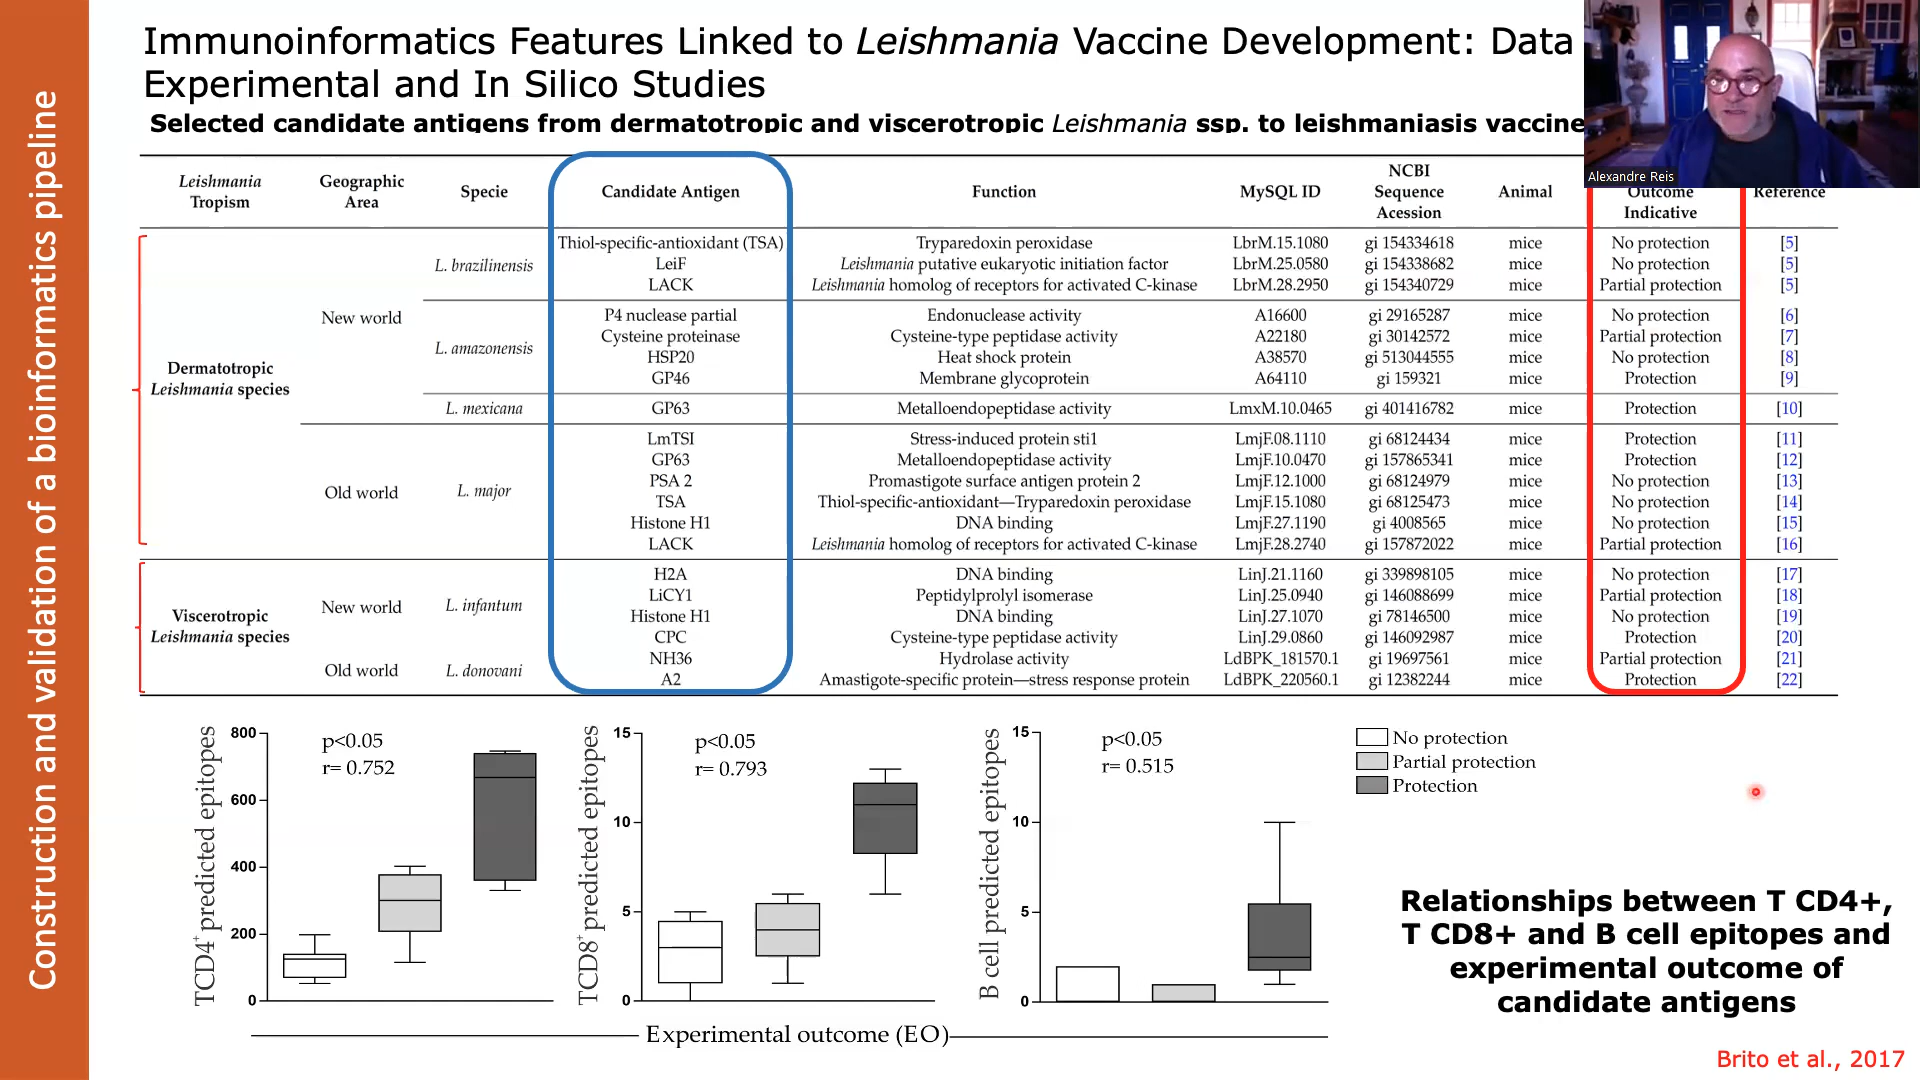 Construction and validation of a bioinformatics pipeline
Immunoinformatics Features Linked to Leishmania Vaccine Development: Data
Experimental and In Silico Studies
Selected candidate antigens from dermatotropic and viscerotropic Leishmania ssp. to leishmaniasis vaccine
Alexandre Reis
Leishmania Tropism Geographic Area Specie Candidate Antigen Function MySQL ID NCBI Sequence Acession Animal Outcome Indicative Reference
Dermatotropic Leishmania species New world L. brazilinensis Thiol-specific-antioxidant (TSA) Tryparedoxin peroxidase LbrM.15.1080 gi 154334618 mice No protection [5]
LeiF Leishmania putative eukaryotic initiation factor LbrM.25.0580 gi 154338682 mice No protection [5]
LACK Leishmania homolog of receptors for activated C-kinase LbrM.28.2950 gi 154340729 mice Partial protection [5]
L. amazonensis P4 nuclease partial Endonuclease activity A16600 gi 29165287 mice No protection [6]
Cysteine proteinase Cysteine-type peptidase activity A22180 gi 30142572 mice Partial protection [7]
HSP20 Heat shock protein A38570 gi 513044555 mice No protection [8]
GP46 Membrane glycoprotein A64110 gi 159321 mice Protection [9]
L. mexicana GP63 Metalloendopeptidase activity LmxM.10.0465 gi 401416782 mice Protection [10]
Old world L. major LmTSI Stress-induced protein sti1 LmjF.08.1110 gi 68124434 mice Protection [11]
GP63 Metalloendopeptidase activity LmjF.10.0470 gi 157865341 mice Protection [12]
PSA 2 Promastigote surface antigen protein 2 LmjF.12.1000 gi 68124979 mice No protection [13]
TSA Thiol-specific-antioxidant—Tryparedoxin peroxidase LmjF.15.1080 gi 68125473 mice No protection [14]
Histone H1 DNA binding LmjF.27.1190 gi 4008565 mice No protection [15]
LACK Leishmania homolog of receptors for activated C-kinase LmjF.28.2740 gi 157872022 mice Partial protection [16]
Viscerotropic Leishmania species New world L. infantum H2A DNA binding LinJ.21.1160 gi 339898105 mice No protection [17]
LiCY1 Peptidylprolyl isomerase LinJ.25.0940 gi 146088699 mice Partial protection [18]
Histone H1 DNA binding LinJ.27.1070 gi 78146500 mice No protection [19]
CPC Cysteine-type peptidase activity LinJ.29.0860 gi 146092987 mice Protection [20]
Old world L. donovani NH36 Hydrolase activity LdBPK_181570.1 gi 19697561 mice Partial protection [21]
A2 Amastigote-specific protein—stress response protein LdBPK_220560.1 gi 12382244 mice Protection [22]
TCD4+ predicted epitopes
800
600
400
200
0
p<0.05
r= 0.752
TCD8+ predicted epitopes
15
10
5
0
p<0.05
r= 0.793
B cell predicted epitopes
15
10
5
0
p<0.05
r= 0.515
No protection
Partial protection
Protection
Experimental outcome (EO)
Relationships between T CD4+,
T CD8+ and B cell epitopes and
experimental outcome of
candidate antigens
Brito et al., 2017